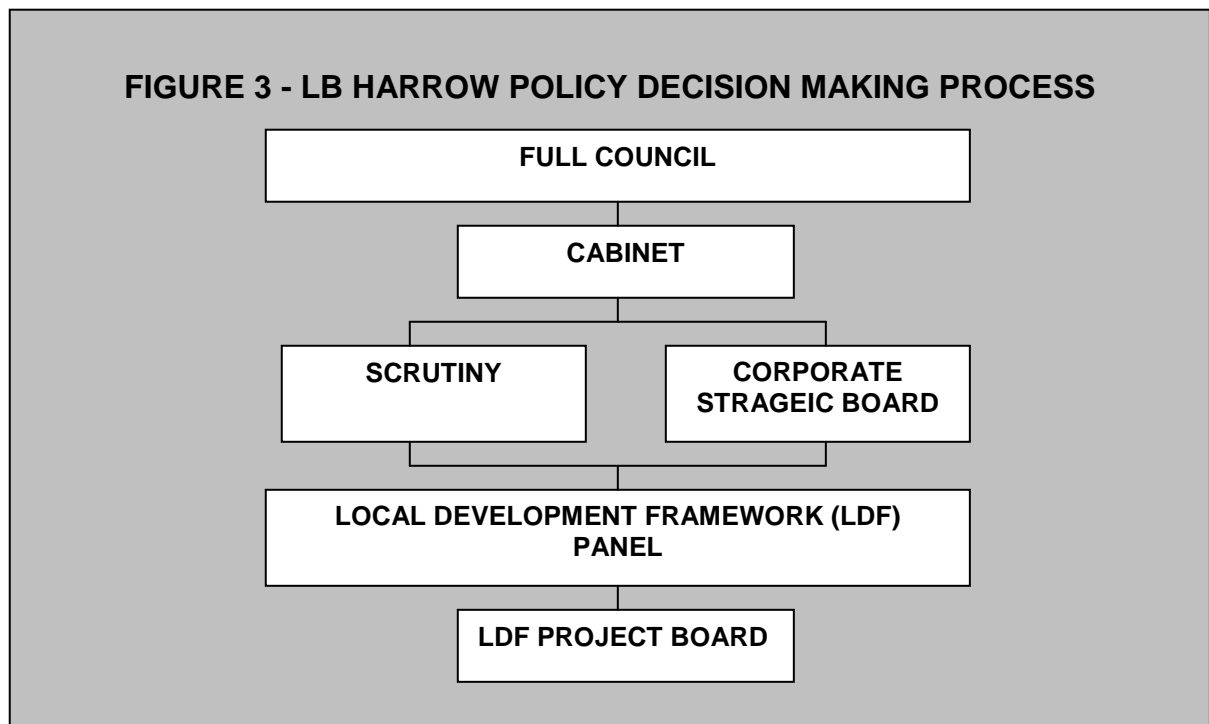 FIGURE 3 - LB HARROW POLICY DECISION MAKING PROCESS
FULL COUNCIL
CABINET
SCRUTINY
CORPORATE
STRAGEIC BOARD
LOCAL DEVELOPMENT FRAMEWORK (LDF)
PANEL
LDF PROJECT BOARD